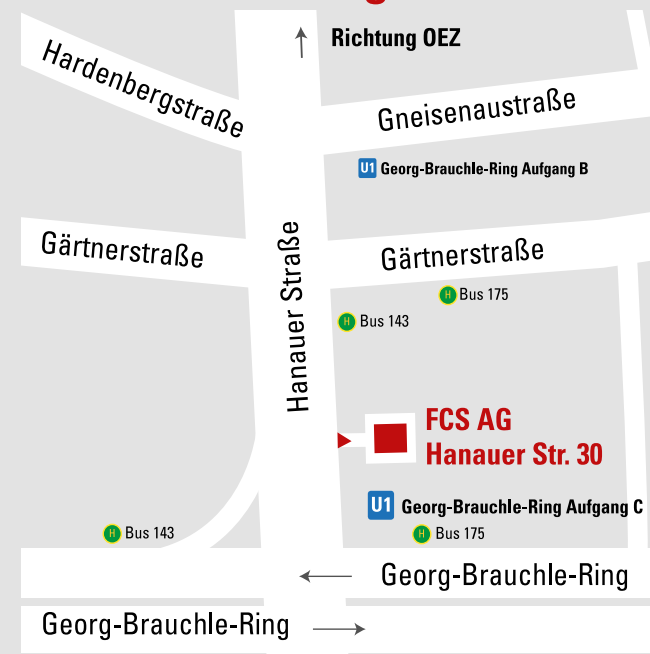 Richtung OEZ
Hardenbergstraße
Gneisenaustraße
U1 Georg-Brauchle-Ring Aufgang B
Gärtnerstraße
Gärtnerstraße
Hanauer Straße
H Bus 175
H Bus 143
FCS AG
Hanauer Str. 30
U1 Georg-Brauchle-Ring Aufgang C
H Bus 143
H Bus 175
Georg-Brauchle-Ring
Georg-Brauchle-Ring